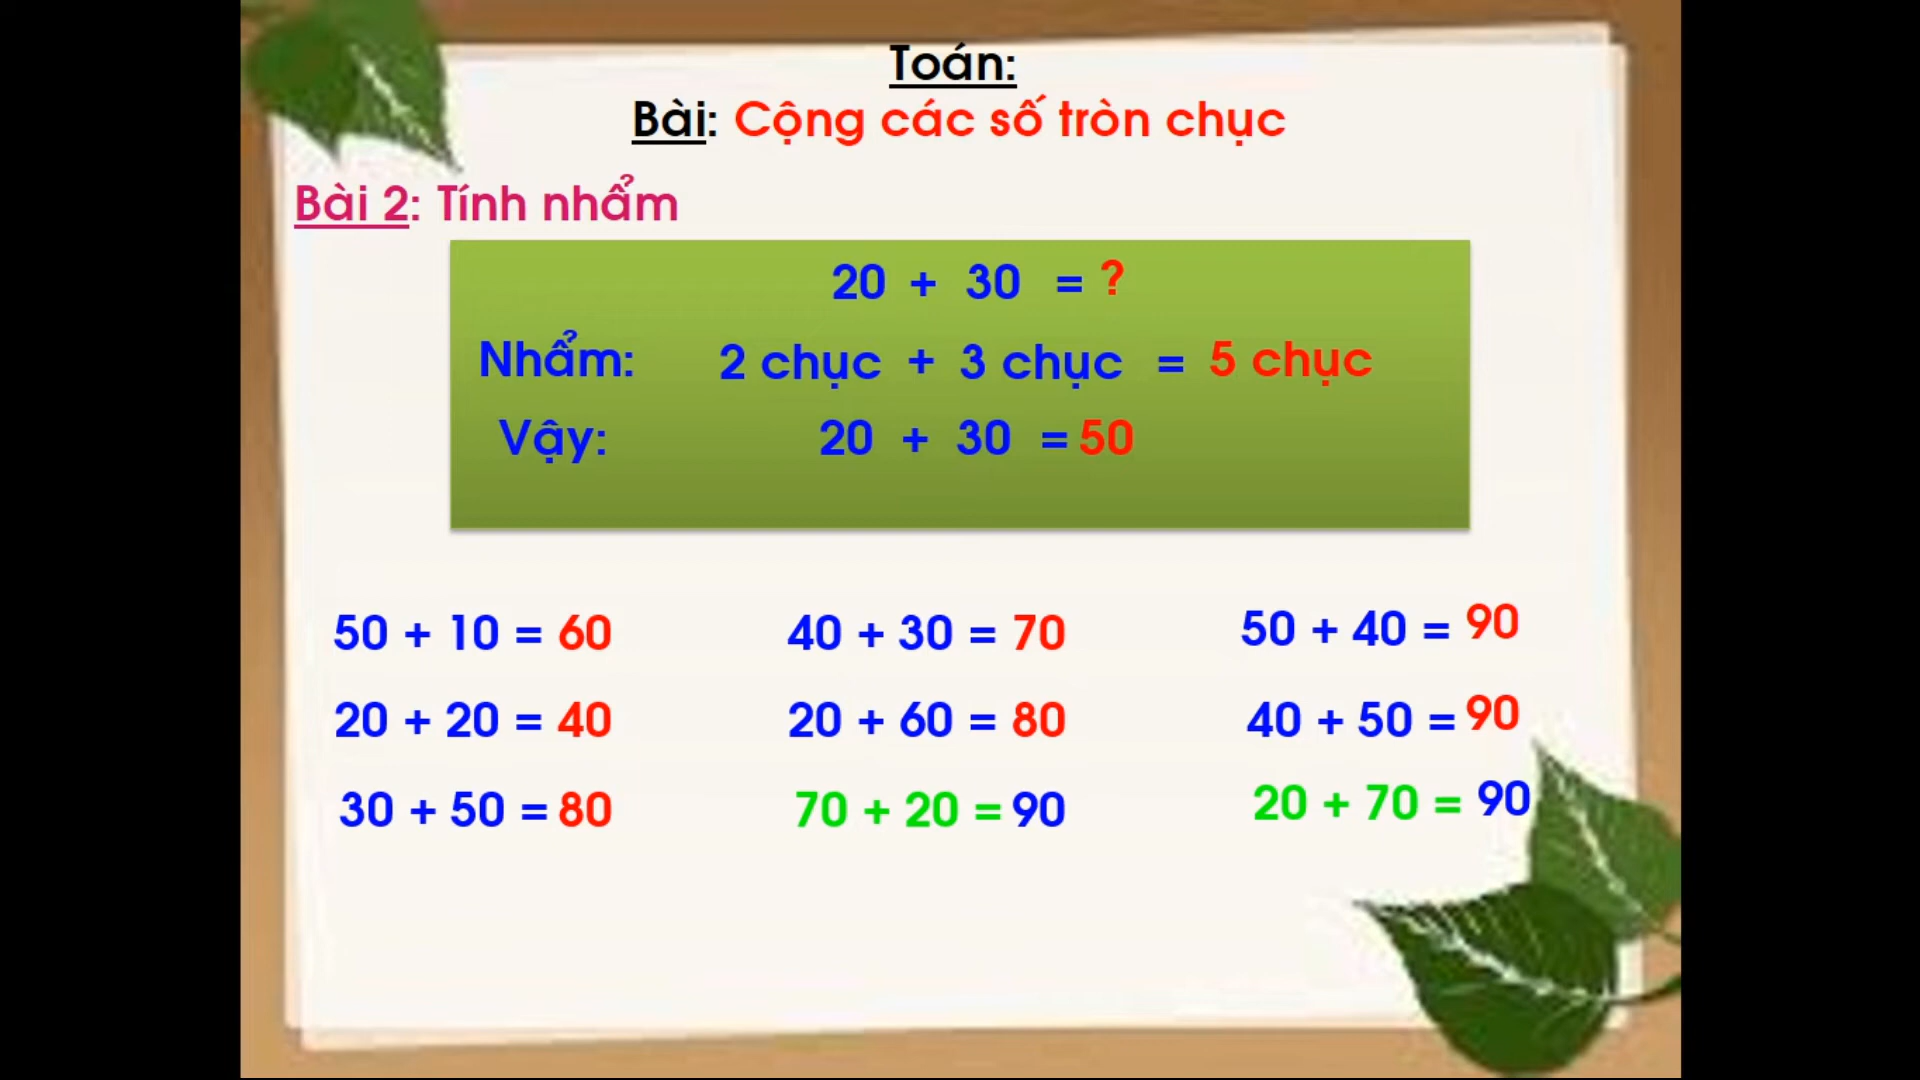 Toán:
Bài: Cộng các số tròn chục
Bài 2: Tính nhẩm
20 + 30 = ?
Nhẩm: 2 chục + 3 chục = 5 chục
Vậy: 20 + 30 = 50
50 + 10 = 60 40 + 30 = 70 50 + 40 = 90
20 + 20 = 40 20 + 60 = 80 40 + 50 = 90
30 + 50 = 80 70 + 20 = 90 20 + 70 = 90